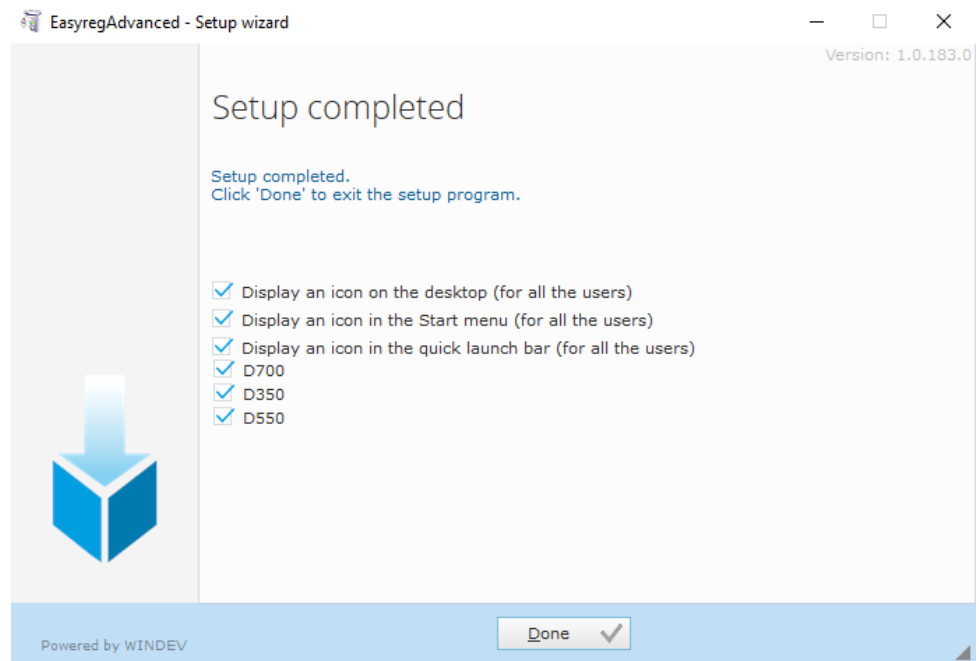 EasyregAdvanced - Setup wizard
Version: 1.0.183.0
Setup completed
Setup completed.
Click 'Done' to exit the setup program.
Display an icon on the desktop (for all the users)
Display an icon in the Start menu (for all the users)
Display an icon in the quick launch bar (for all the users)
D700
D350
D550
Powered by WINDEV
Done